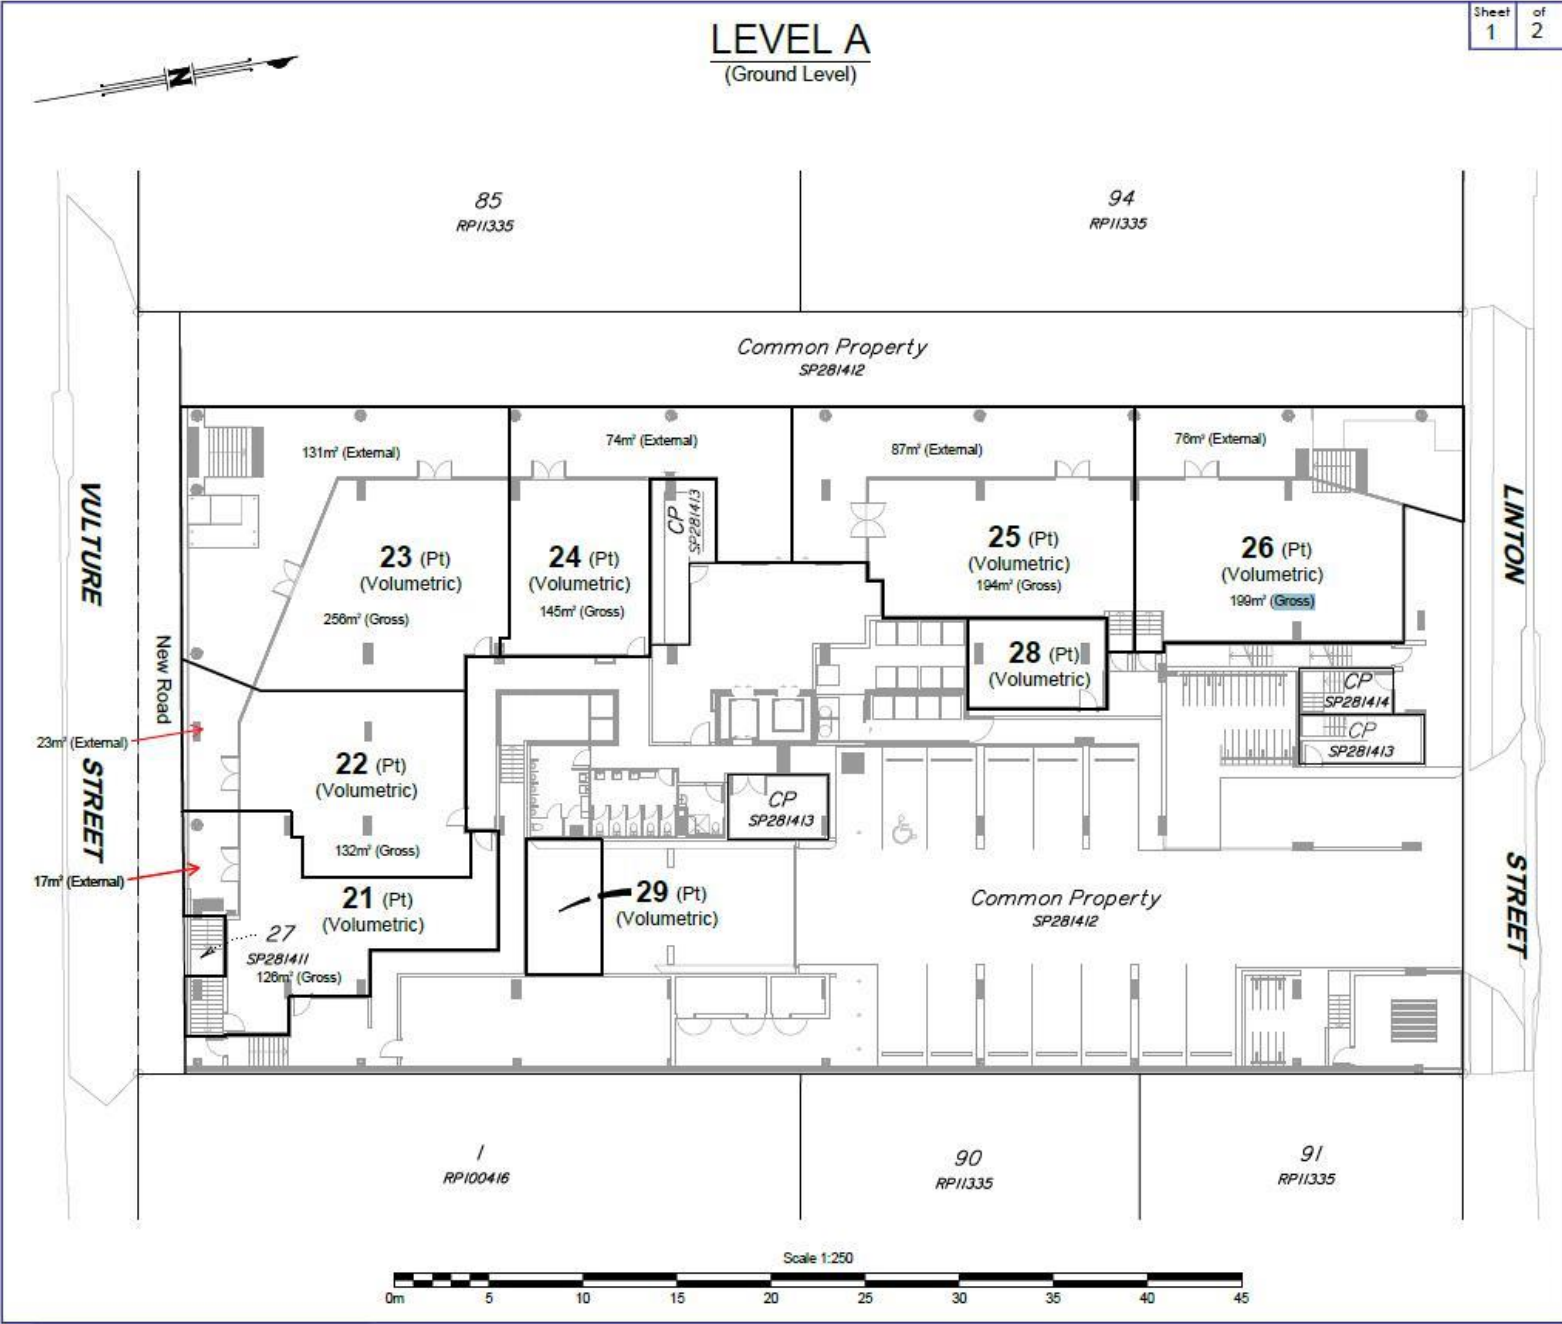 Sheet of
1 2
LEVEL A
(Ground Level)
N
85
RP11335
94
RP11335
Common Property
SP281412
131m² (External)
74m² (External)
87m² (External)
76m² (External)
VULTURE
STREET
New Road
LINTON
STREET
23 (Pt)
(Volumetric)
256m² (Gross)
24 (Pt)
(Volumetric)
145m² (Gross)
CP
SP281413
25 (Pt)
(Volumetric)
194m² (Gross)
26 (Pt)
(Volumetric)
199m² (Gross)
28 (Pt)
(Volumetric)
CP
SP281414
CP
SP281413
23m² (External)
22 (Pt)
(Volumetric)
132m² (Gross)
CP
SP281413
17m² (External)
21 (Pt)
(Volumetric)
27
SP281411
126m² (Gross)
29 (Pt)
(Volumetric)
Common Property
SP281412
1
RP100416
90
RP11335
91
RP11335
Scale 1:250
0m 5 10 15 20 25 30 35 40 45